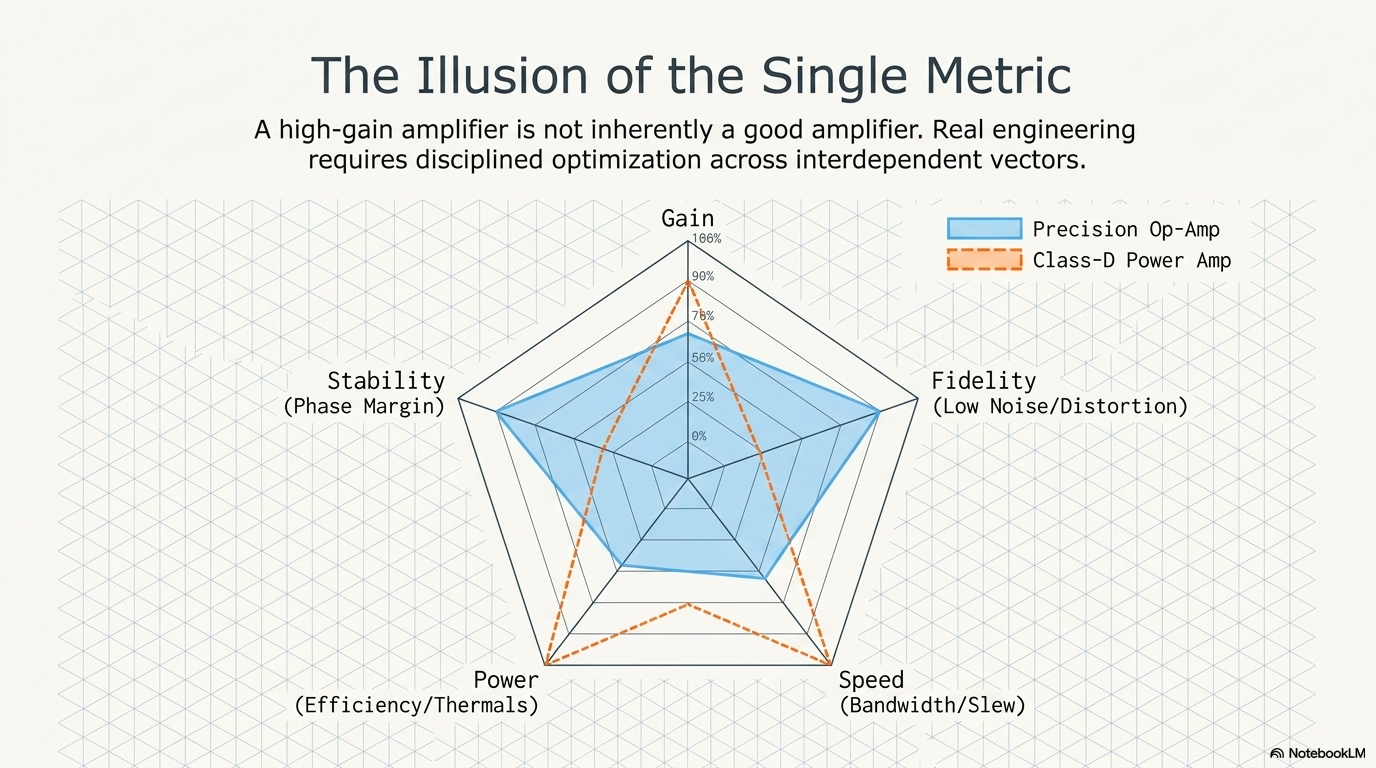 The Illusion of the Single Metric
A high-gain amplifier is not inherently a good amplifier. Real engineering
requires disciplined optimization across interdependent vectors.
Gain
106%
90%
78%
56%
25%
0%
Precision Op-Amp
Class-D Power Amp
Stability
(Phase Margin)
Fidelity
(Low Noise/Distortion)
Power
(Efficiency/Thermals)
Speed
(Bandwidth/Slew)
NotebookLM